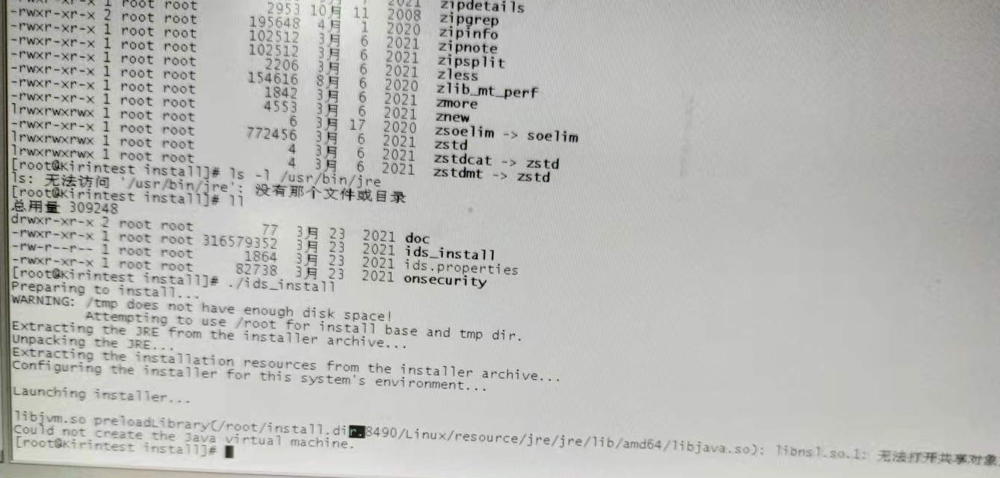 -rwxr-xr-x 1 root root 2021 zipdetails
-rwxr-xr-x 2 root root 2953 10月 11 2008 zipgrep
-rwxr-xr-x 1 root root 195648 4月 1 2020 zipinfo
-rwxr-xr-x 1 root root 102512 3月 6 2021 zipnote
-rwxr-xr-x 1 root root 102512 3月 6 2021 zipsplit
-rwxr-xr-x 1 root root 2206 3月 6 2021 zless
-rwxr-xr-x 1 root root 154616 8月 6 2020 zlib_mt_perf
-rwxr-xr-x 1 root root 1842 3月 6 2021 zmore
-rwxr-xr-x 1 root root 4553 3月 6 2021 znew
lrwxrwxrwx 1 root root 6 3月 17 2020 zsoelim -> soelim
-rwxr-xr-x 1 root root 772456 3月 6 2021 zstd
lrwxrwxrwx 1 root root 4 3月 6 2021 zstdcat -> zstd
lrwxrwxrwx 1 root root 4 3月 6 2021 zstdmt -> zstd
[root@Kirintest install]# ls -l /usr/bin/jre
ls: 无法访问 '/usr/bin/jre': 没有那个文件或目录
[root@Kirintest install]# ll
总用量 309248
drwxr-xr-x 2 root root 77 3月 23 2021 doc
-rwxr-xr-x 1 root root 316579352 3月 23 2021 ids_install
-rw-r--r-- 1 root root 1864 3月 23 2021 ids.properties
-rwxr-xr-x 1 root root 82738 3月 23 2021 onsecurity
[root@Kirintest install]# ./ids_install
Preparing to install...
WARNING: /tmp does not have enough disk space!
Attempting to use /root for install base and tmp dir.
Extracting the JRE from the installer archive...
Unpacking the JRE...
Extracting the installation resources from the installer archive...
Configuring the installer for this system's environment...
Launching installer...
libjvm.so preloadLibrary(/root/install.dir.8490/Linux/resource/jre/jre/lib/amd64/libjava.so): libnsl.so.1: 无法打开共享对象
Could not create the Java virtual machine.
[root@Kirintest install]#